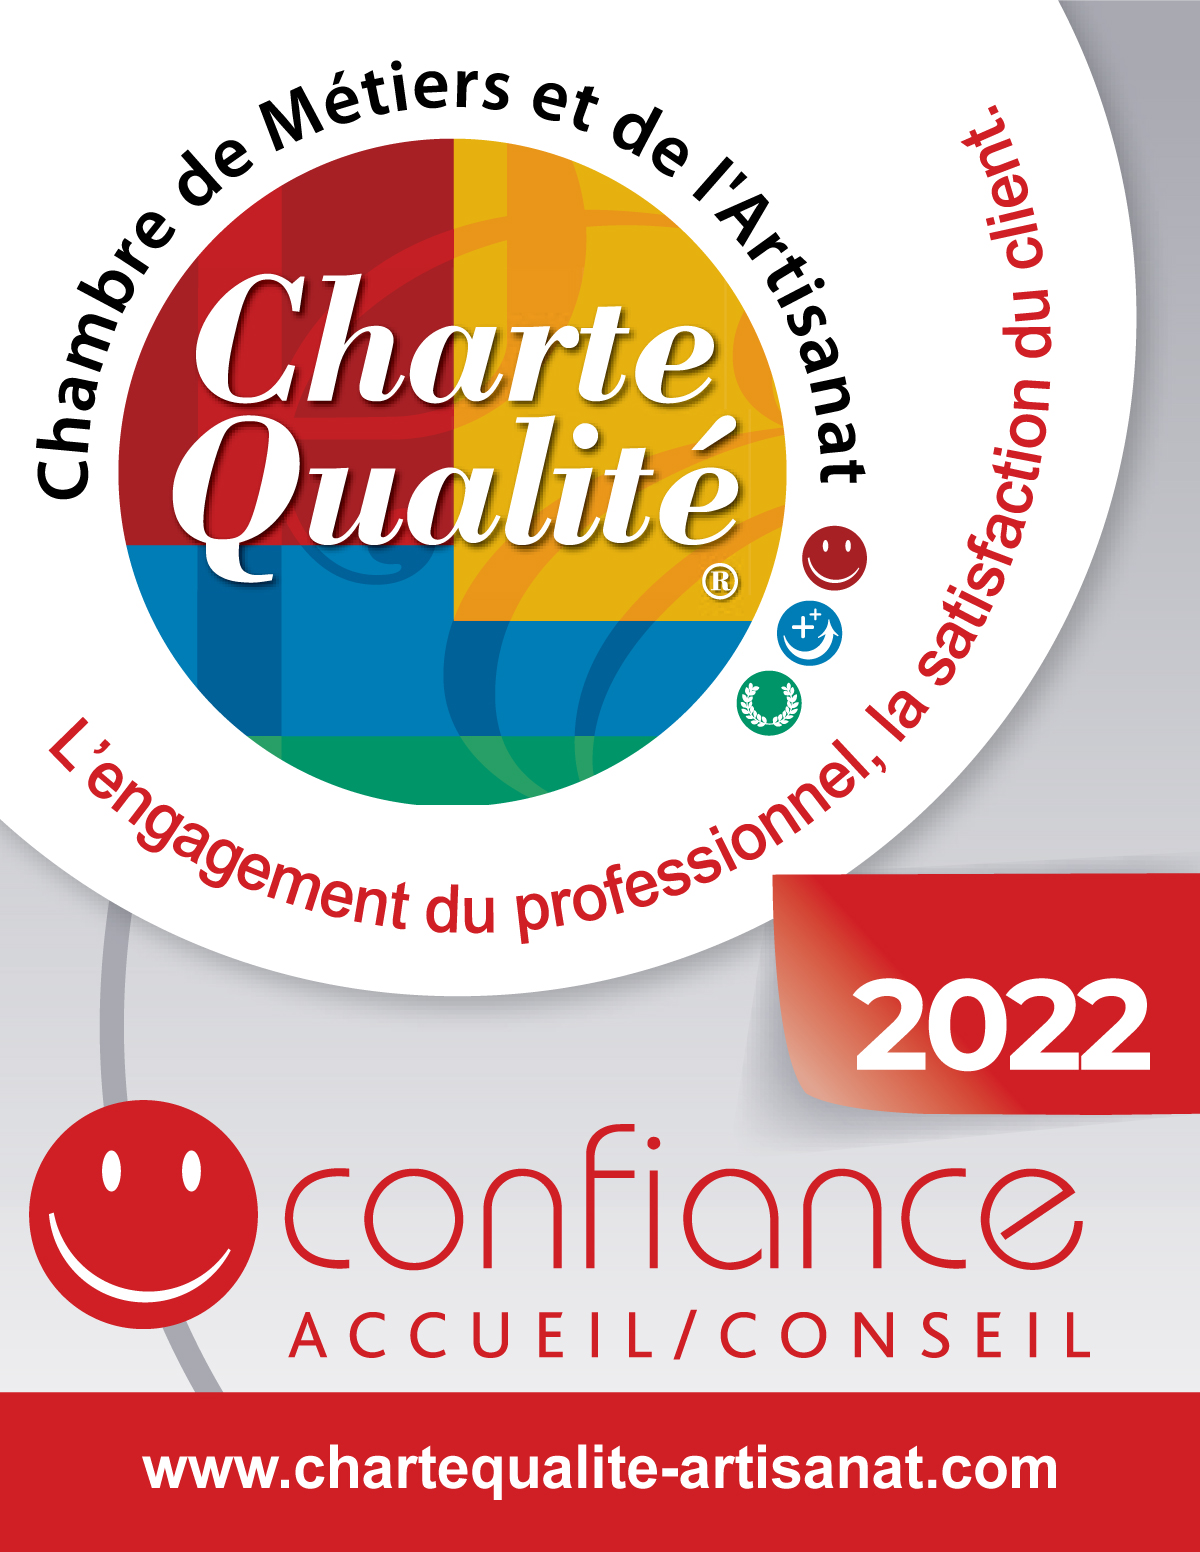 Chambre de Métiers et de l'Artisanat
Charte
Qualité
®
L’engagement du professionnel, la satisfaction du client.
2022
confiance
ACCUEIL/CONSEIL
www.chartequalite-artisanat.com